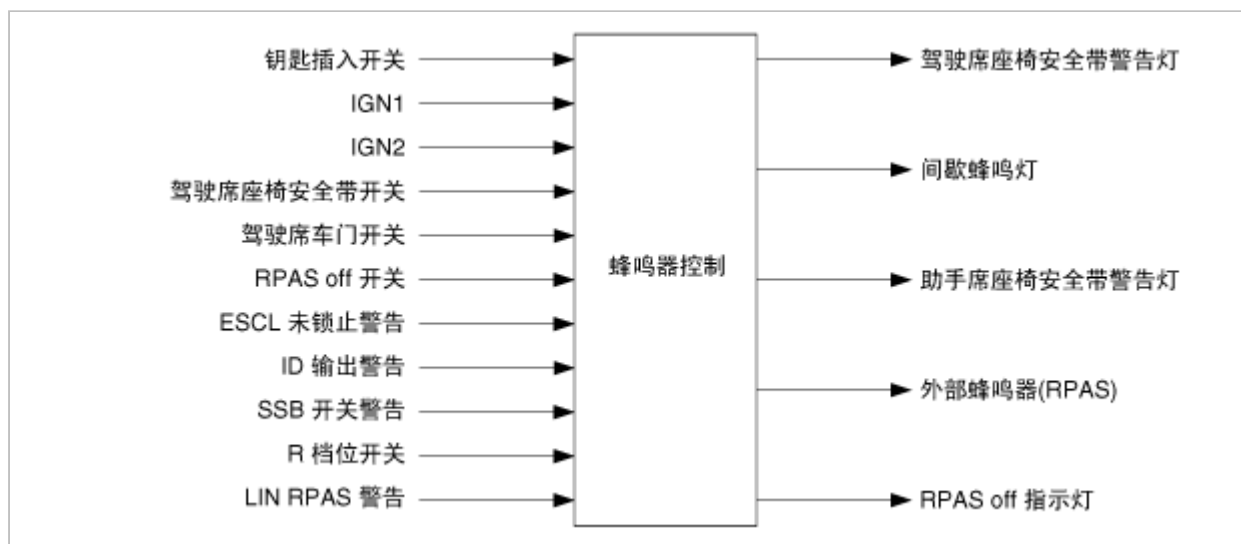 钥匙插入开关
IGN1
IGN2
驾驶席座椅安全带开关
驾驶席车门开关
RPAS off 开关
ESCL 未锁止警告
ID 输出警告
SSB 开关警告
R 档位开关
LIN RPAS 警告
蜂鸣器控制
驾驶席座椅安全带警告灯
间歇蜂鸣灯
助手席座椅安全带警告灯
外部蜂鸣器(RPAS)
RPAS off 指示灯